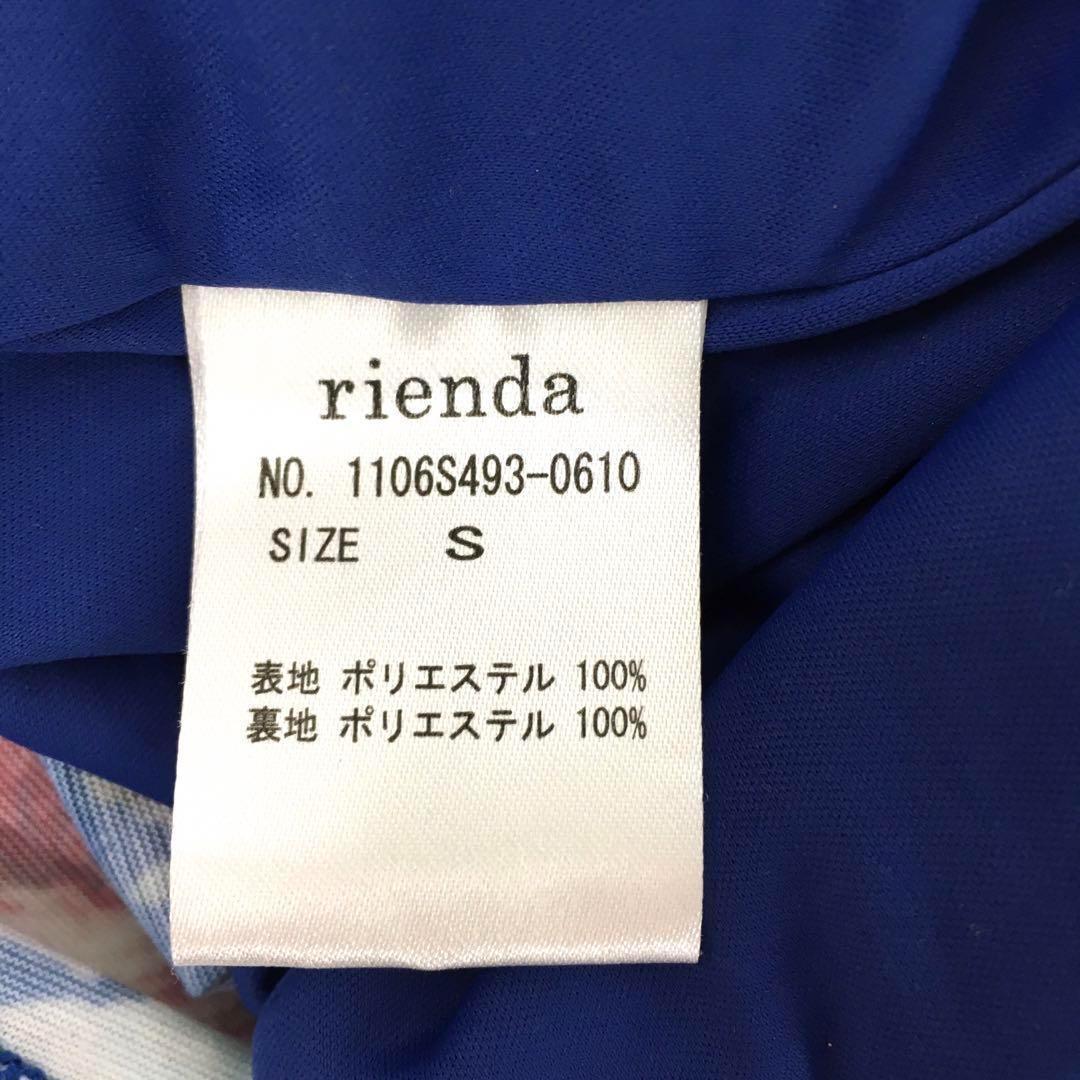 rienda
NO. 1106S493-0610
SIZE S
表地 ポリエステル 100%
裏地 ポリエステル 100%